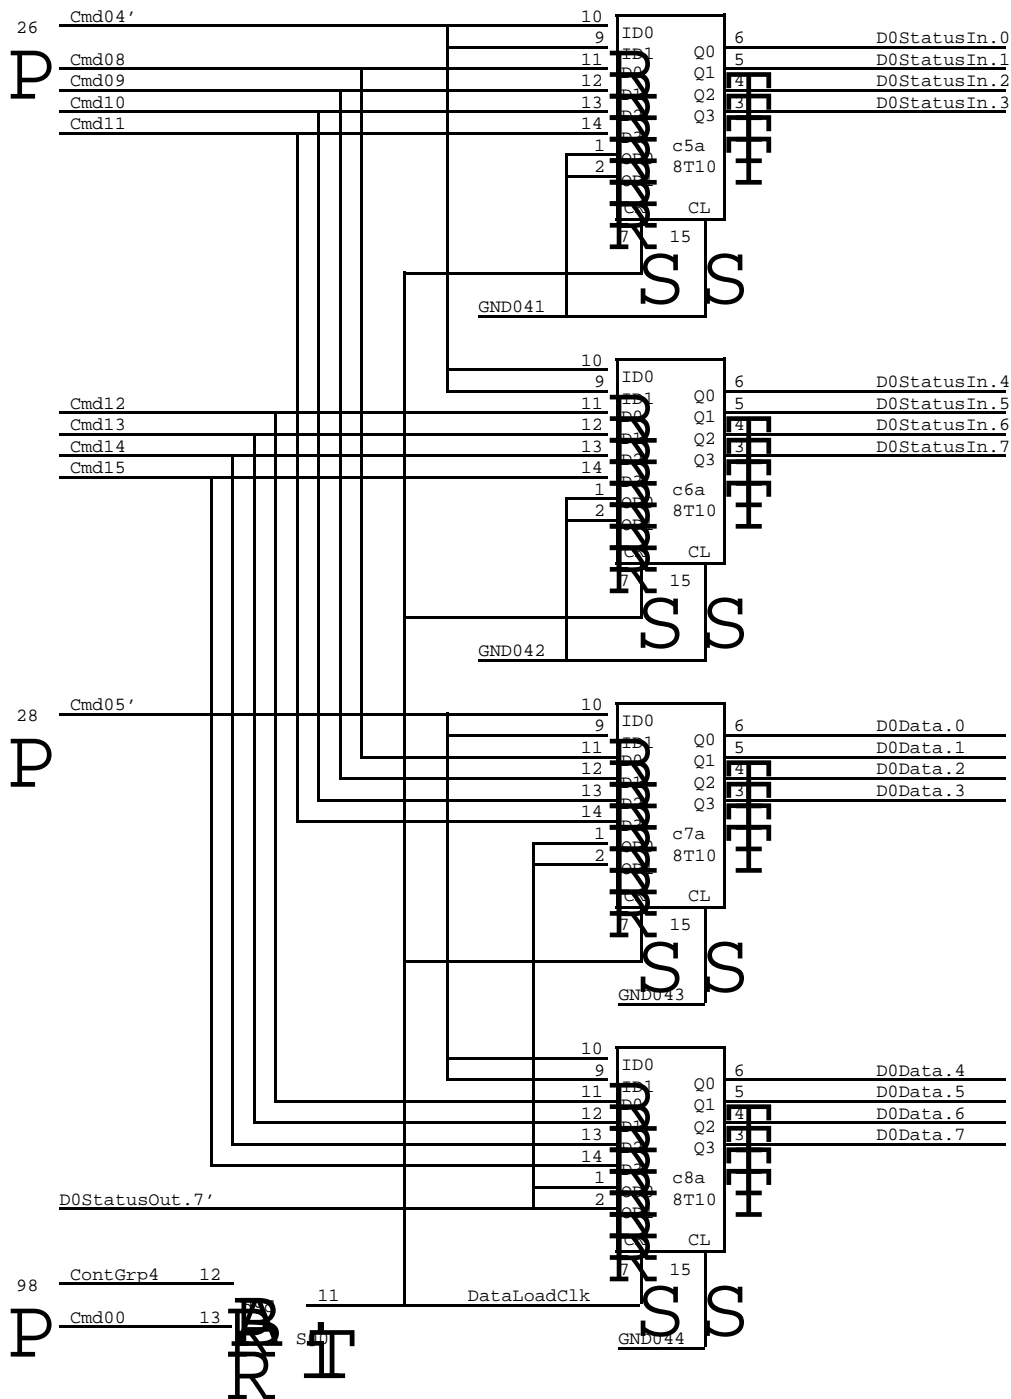 Cmd04′ 10
26 9 ID0 6 D0StatusIn.0
P Cmd08 11 ID1 Q0 5 D0StatusIn.1
Cmd09 12 Q1 4 D0StatusIn.2
Cmd10 13 Q2 3 D0StatusIn.3
Cmd11 14 Q3
1 c5a
2 8T10
CL
7 15
S S
GND041
10
9 ID0 6 D0StatusIn.4
Cmd12 11 ID1 Q0 5 D0StatusIn.5
Cmd13 12 Q1 4 D0StatusIn.6
Cmd14 13 Q2 3 D0StatusIn.7
Cmd15 14 Q3
1 c6a
2 8T10
CL
7 15
S S
GND042
28 Cmd05′ 10
P 9 ID0 6 D0Data.0
11 ID1 Q0 5 D0Data.1
12 Q1 4 D0Data.2
13 Q2 3 D0Data.3
14 Q3
1 c7a
2 8T10
CL
7 15
S S
GND043
10
9 ID0 6 D0Data.4
11 ID1 Q0 5 D0Data.5
12 Q1 4 D0Data.6
13 Q2 3 D0Data.7
14 Q3
1 c8a
D0StatusOut.7′ 2 8T10
CL
98 ContGrp4 12 7 15
P Cmd00 13 11 DataLoadClk S S
R T GND044